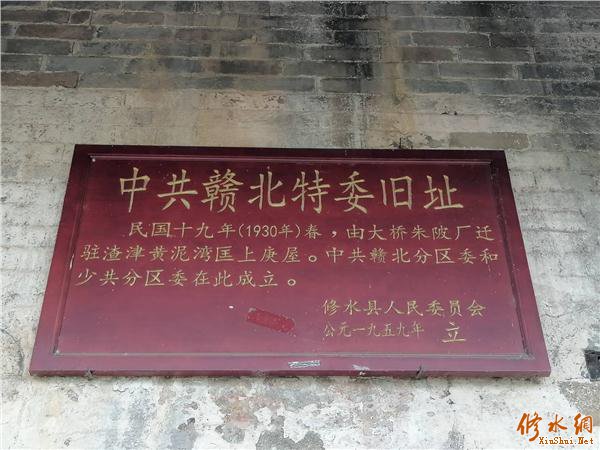 中共赣北特委旧址
民国十九年(1930年)春，由大桥朱陂厂迁
驻渣津黄泥湾匡上庚屋。中共赣北分区委和
少共分区委在此成立。
修水县人民委员会
公元一九五九年 立
修水網
XiuShui.Net